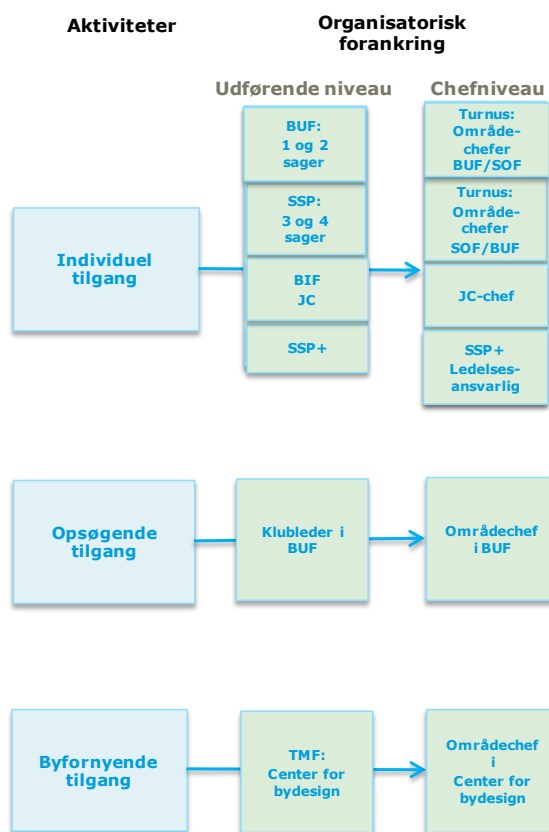 Aktiviteter
Organisatorisk
forankring
Udførende niveau
Chefniveau
Individuel
tilgang
BUF:
1 og 2
sager
SSP:
3 og 4
sager
BIF
JC
SSP+
Turnus:
Område-
chefer
BUF/SOF
Turnus:
Område-
chefer
SOF/BUF
JC-chef
SSP+
Ledelses-
ansvarlig
Opsøgende
tilgang
Klubleder i
BUF
Områdechef
i BUF
Byfornyende
tilgang
TMF:
Center for
bydesign
Områdechef
i
Center for
bydesign